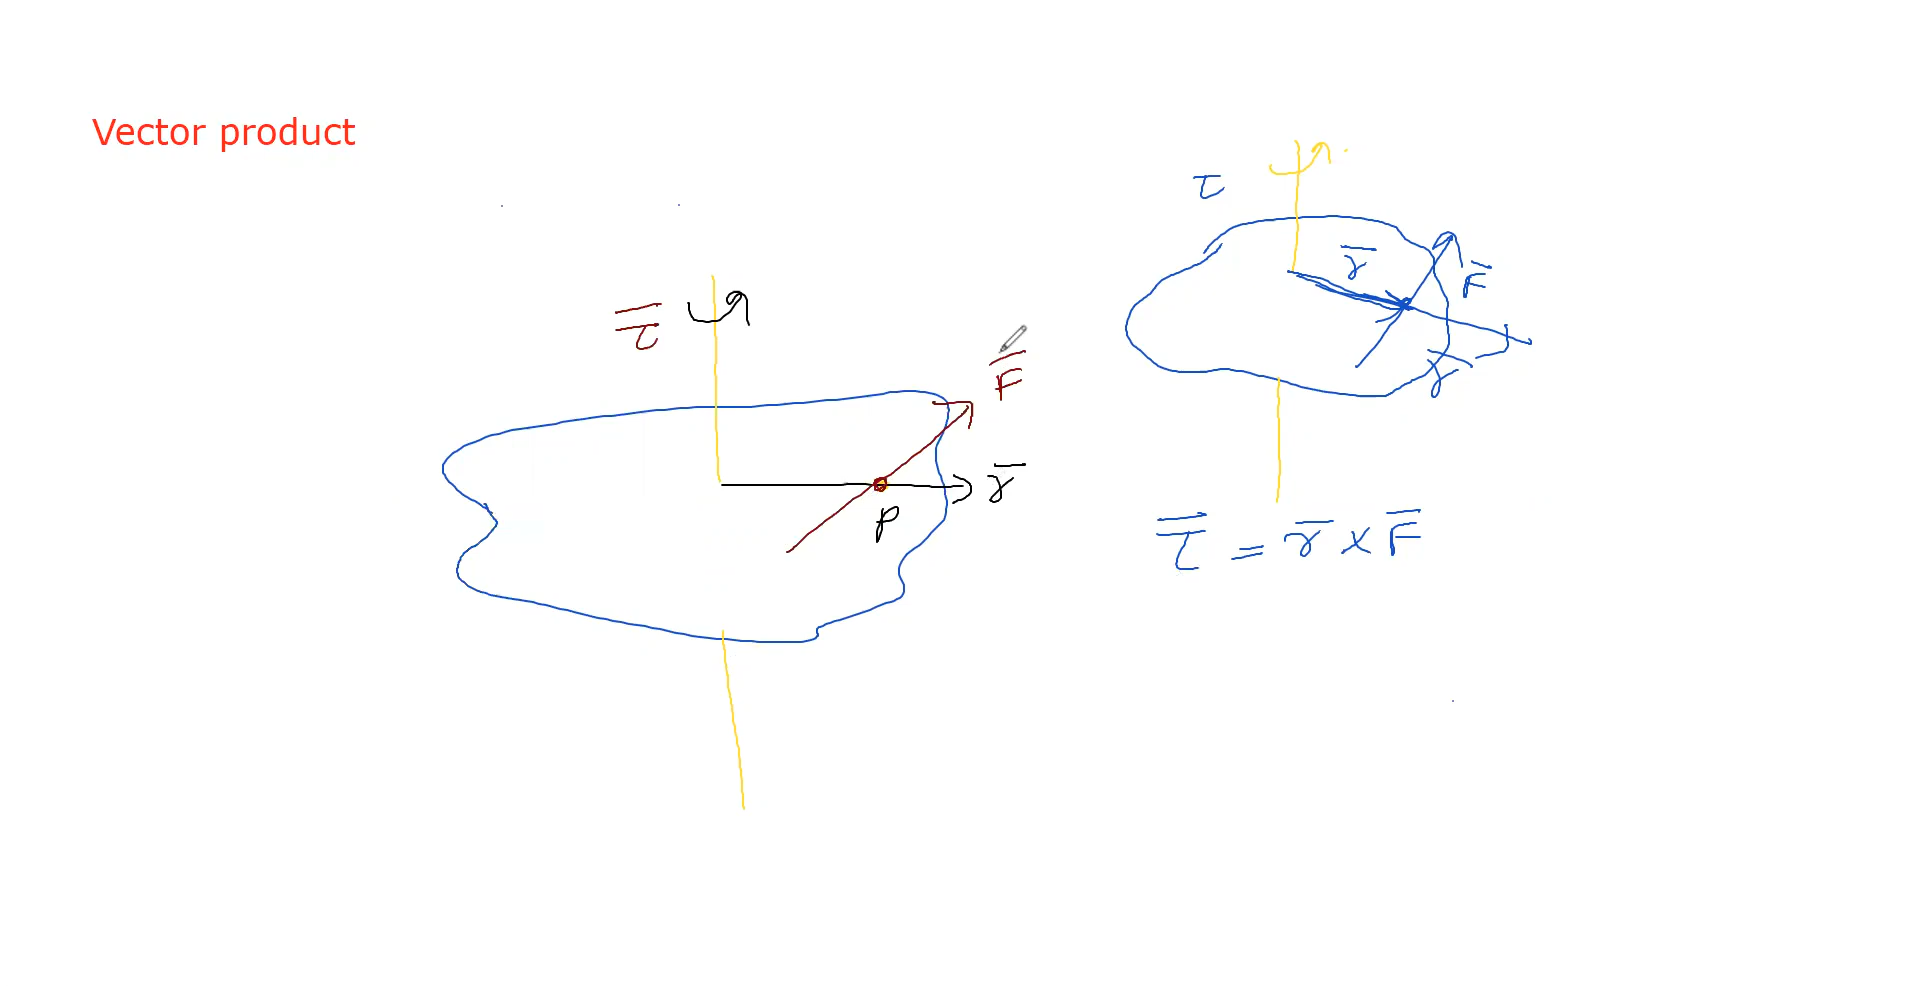 Vector product
τ
r̄
F̄
r̄
τ̄
F̄
r̄
P
τ̄ = r̄ × F̄